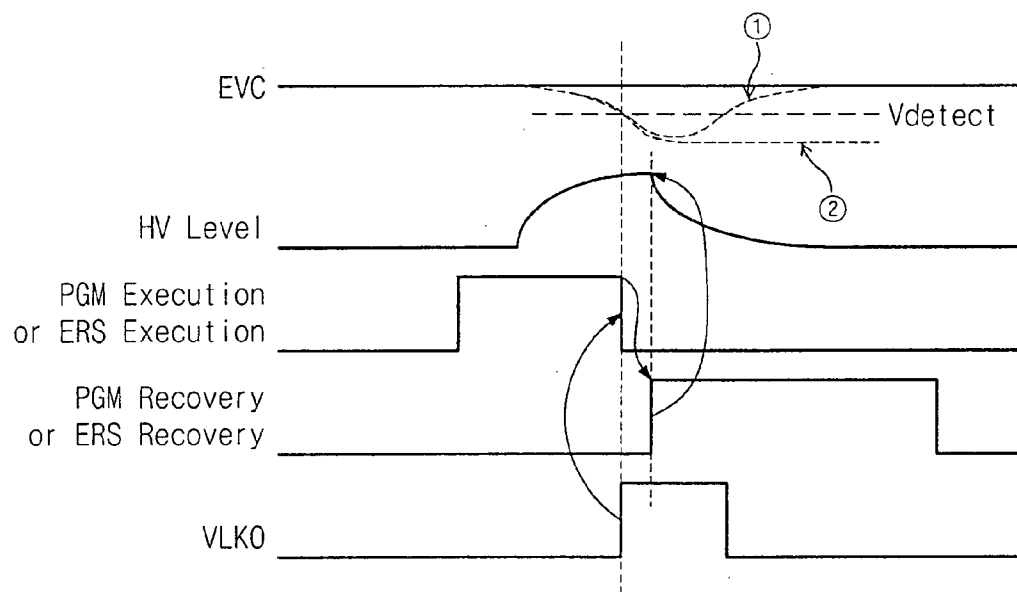 ①
EVC
Vdetect
②
HV Level
PGM Execution
or ERS Execution
PGM Recovery
or ERS Recovery
VLKO